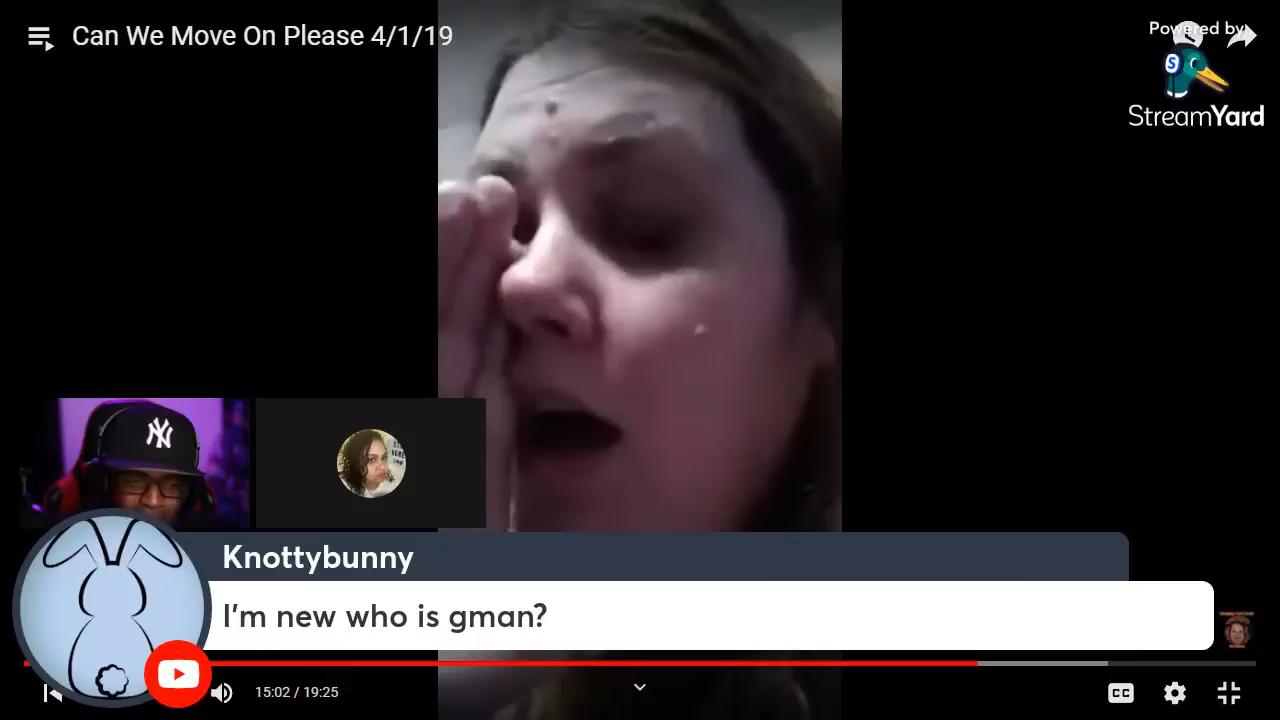 Can We Move On Please 4/1/19
Powered by
StreamYard
NY
Knottybunny
I'm new who is gman?
15:02 / 19:25
CC